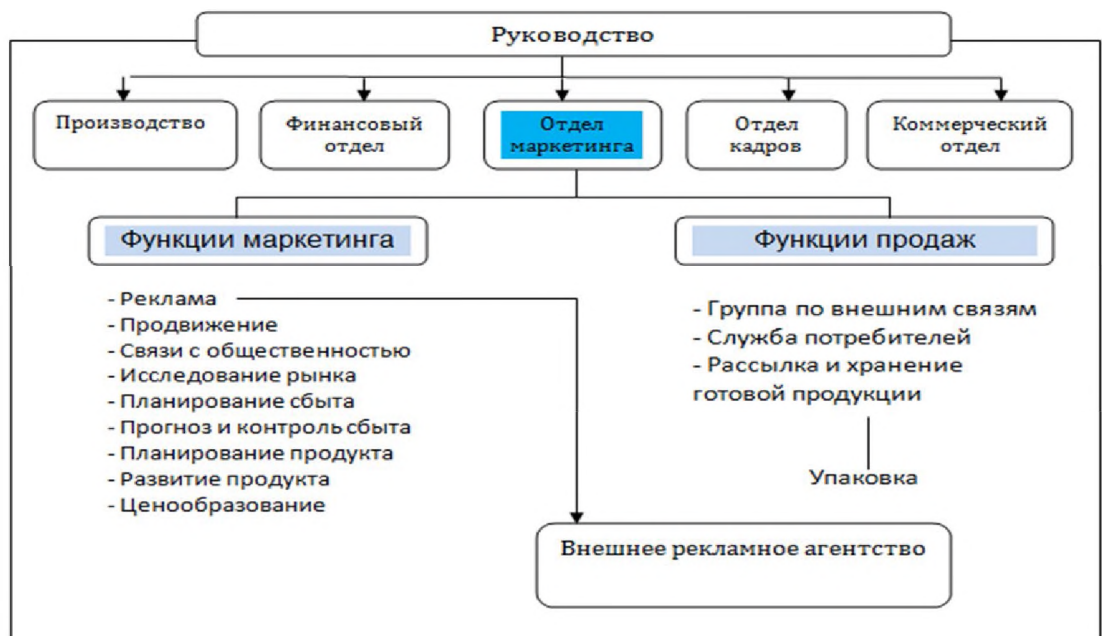 Руководство
Производство
Финансовый
отдел
Отдел
маркетинга
Отдел
кадров
Коммерческий
отдел
Функции маркетинга
Функции продаж
- Реклама
- Продвижение
- Связи с общественностью
- Исследование рынка
- Планирование сбыта
- Прогноз и контроль сбыта
- Планирование продукта
- Развитие продукта
- Ценообразование
- Группа по внешним связям
- Служба потребителей
- Рассылка и хранение
готовой продукции
Упаковка
Внешнее рекламное агентство